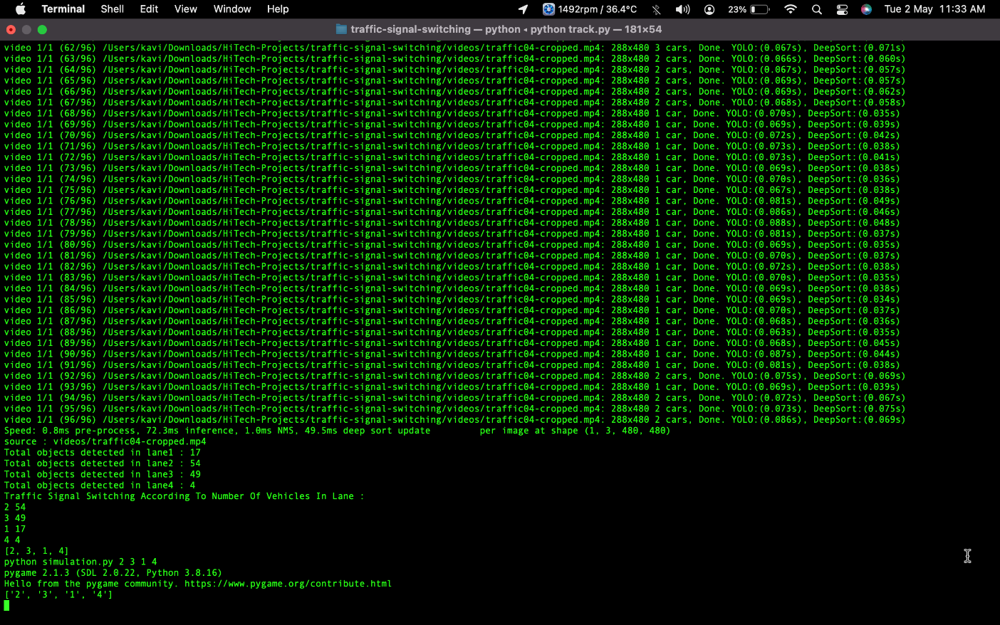 Terminal Shell Edit View Window Help 1492rpm / 36.4°C 23% Tue 2 May 11:33 AM
traffic-signal-switching — python ◂ python track.py — 181×54
video 1/1 (62/96) /Users/kavi/Downloads/HiTech-Projects/traffic-signal-switching/videos/traffic04-cropped.mp4: 288x480 3 cars, Done. YOLO:(0.067s), DeepSort:(0.071s)
video 1/1 (63/96) /Users/kavi/Downloads/HiTech-Projects/traffic-signal-switching/videos/traffic04-cropped.mp4: 288x480 2 cars, Done. YOLO:(0.066s), DeepSort:(0.060s)
video 1/1 (64/96) /Users/kavi/Downloads/HiTech-Projects/traffic-signal-switching/videos/traffic04-cropped.mp4: 288x480 2 cars, Done. YOLO:(0.067s), DeepSort:(0.057s)
video 1/1 (65/96) /Users/kavi/Downloads/HiTech-Projects/traffic-signal-switching/videos/traffic04-cropped.mp4: 288x480 2 cars, Done. YOLO:(0.069s), DeepSort:(0.057s)
video 1/1 (66/96) /Users/kavi/Downloads/HiTech-Projects/traffic-signal-switching/videos/traffic04-cropped.mp4: 288x480 2 cars, Done. YOLO:(0.069s), DeepSort:(0.062s)
video 1/1 (67/96) /Users/kavi/Downloads/HiTech-Projects/traffic-signal-switching/videos/traffic04-cropped.mp4: 288x480 2 cars, Done. YOLO:(0.068s), DeepSort:(0.058s)
video 1/1 (68/96) /Users/kavi/Downloads/HiTech-Projects/traffic-signal-switching/videos/traffic04-cropped.mp4: 288x480 1 car, Done. YOLO:(0.070s), DeepSort:(0.035s)
video 1/1 (69/96) /Users/kavi/Downloads/HiTech-Projects/traffic-signal-switching/videos/traffic04-cropped.mp4: 288x480 1 car, Done. YOLO:(0.069s), DeepSort:(0.039s)
video 1/1 (70/96) /Users/kavi/Downloads/HiTech-Projects/traffic-signal-switching/videos/traffic04-cropped.mp4: 288x480 1 car, Done. YOLO:(0.072s), DeepSort:(0.042s)
video 1/1 (71/96) /Users/kavi/Downloads/HiTech-Projects/traffic-signal-switching/videos/traffic04-cropped.mp4: 288x480 1 car, Done. YOLO:(0.073s), DeepSort:(0.038s)
video 1/1 (72/96) /Users/kavi/Downloads/HiTech-Projects/traffic-signal-switching/videos/traffic04-cropped.mp4: 288x480 1 car, Done. YOLO:(0.073s), DeepSort:(0.041s)
video 1/1 (73/96) /Users/kavi/Downloads/HiTech-Projects/traffic-signal-switching/videos/traffic04-cropped.mp4: 288x480 1 car, Done. YOLO:(0.069s), DeepSort:(0.038s)
video 1/1 (74/96) /Users/kavi/Downloads/HiTech-Projects/traffic-signal-switching/videos/traffic04-cropped.mp4: 288x480 1 car, Done. YOLO:(0.070s), DeepSort:(0.036s)
video 1/1 (75/96) /Users/kavi/Downloads/HiTech-Projects/traffic-signal-switching/videos/traffic04-cropped.mp4: 288x480 1 car, Done. YOLO:(0.067s), DeepSort:(0.038s)
video 1/1 (76/96) /Users/kavi/Downloads/HiTech-Projects/traffic-signal-switching/videos/traffic04-cropped.mp4: 288x480 1 car, Done. YOLO:(0.081s), DeepSort:(0.049s)
video 1/1 (77/96) /Users/kavi/Downloads/HiTech-Projects/traffic-signal-switching/videos/traffic04-cropped.mp4: 288x480 1 car, Done. YOLO:(0.086s), DeepSort:(0.046s)
video 1/1 (78/96) /Users/kavi/Downloads/HiTech-Projects/traffic-signal-switching/videos/traffic04-cropped.mp4: 288x480 1 car, Done. YOLO:(0.088s), DeepSort:(0.048s)
video 1/1 (79/96) /Users/kavi/Downloads/HiTech-Projects/traffic-signal-switching/videos/traffic04-cropped.mp4: 288x480 1 car, Done. YOLO:(0.081s), DeepSort:(0.037s)
video 1/1 (80/96) /Users/kavi/Downloads/HiTech-Projects/traffic-signal-switching/videos/traffic04-cropped.mp4: 288x480 1 car, Done. YOLO:(0.069s), DeepSort:(0.035s)
video 1/1 (81/96) /Users/kavi/Downloads/HiTech-Projects/traffic-signal-switching/videos/traffic04-cropped.mp4: 288x480 1 car, Done. YOLO:(0.070s), DeepSort:(0.037s)
video 1/1 (82/96) /Users/kavi/Downloads/HiTech-Projects/traffic-signal-switching/videos/traffic04-cropped.mp4: 288x480 1 car, Done. YOLO:(0.072s), DeepSort:(0.038s)
video 1/1 (83/96) /Users/kavi/Downloads/HiTech-Projects/traffic-signal-switching/videos/traffic04-cropped.mp4: 288x480 1 car, Done. YOLO:(0.070s), DeepSort:(0.035s)
video 1/1 (84/96) /Users/kavi/Downloads/HiTech-Projects/traffic-signal-switching/videos/traffic04-cropped.mp4: 288x480 1 car, Done. YOLO:(0.069s), DeepSort:(0.038s)
video 1/1 (85/96) /Users/kavi/Downloads/HiTech-Projects/traffic-signal-switching/videos/traffic04-cropped.mp4: 288x480 1 car, Done. YOLO:(0.069s), DeepSort:(0.034s)
video 1/1 (86/96) /Users/kavi/Downloads/HiTech-Projects/traffic-signal-switching/videos/traffic04-cropped.mp4: 288x480 1 car, Done. YOLO:(0.070s), DeepSort:(0.037s)
video 1/1 (87/96) /Users/kavi/Downloads/HiTech-Projects/traffic-signal-switching/videos/traffic04-cropped.mp4: 288x480 1 car, Done. YOLO:(0.068s), DeepSort:(0.036s)
video 1/1 (88/96) /Users/kavi/Downloads/HiTech-Projects/traffic-signal-switching/videos/traffic04-cropped.mp4: 288x480 1 car, Done. YOLO:(0.063s), DeepSort:(0.035s)
video 1/1 (89/96) /Users/kavi/Downloads/HiTech-Projects/traffic-signal-switching/videos/traffic04-cropped.mp4: 288x480 1 car, Done. YOLO:(0.068s), DeepSort:(0.045s)
video 1/1 (90/96) /Users/kavi/Downloads/HiTech-Projects/traffic-signal-switching/videos/traffic04-cropped.mp4: 288x480 1 car, Done. YOLO:(0.087s), DeepSort:(0.044s)
video 1/1 (91/96) /Users/kavi/Downloads/HiTech-Projects/traffic-signal-switching/videos/traffic04-cropped.mp4: 288x480 1 car, Done. YOLO:(0.081s), DeepSort:(0.038s)
video 1/1 (92/96) /Users/kavi/Downloads/HiTech-Projects/traffic-signal-switching/videos/traffic04-cropped.mp4: 288x480 2 cars, Done. YOLO:(0.075s), DeepSort:(0.069s)
video 1/1 (93/96) /Users/kavi/Downloads/HiTech-Projects/traffic-signal-switching/videos/traffic04-cropped.mp4: 288x480 1 car, Done. YOLO:(0.069s), DeepSort:(0.039s)
video 1/1 (94/96) /Users/kavi/Downloads/HiTech-Projects/traffic-signal-switching/videos/traffic04-cropped.mp4: 288x480 2 cars, Done. YOLO:(0.072s), DeepSort:(0.067s)
video 1/1 (95/96) /Users/kavi/Downloads/HiTech-Projects/traffic-signal-switching/videos/traffic04-cropped.mp4: 288x480 2 cars, Done. YOLO:(0.073s), DeepSort:(0.075s)
video 1/1 (96/96) /Users/kavi/Downloads/HiTech-Projects/traffic-signal-switching/videos/traffic04-cropped.mp4: 288x480 2 cars, Done. YOLO:(0.086s), DeepSort:(0.069s)
Speed: 0.8ms pre-process, 72.3ms inference, 1.0ms NMS, 49.5ms deep sort update         per image at shape (1, 3, 480, 480)
source : videos/traffic04-cropped.mp4
Total objects detected in lane1 : 17
Total objects detected in lane2 : 54
Total objects detected in lane3 : 49
Total objects detected in lane4 : 4
Traffic Signal Switching According To Number Of Vehicles In Lane :
2 54
3 49
1 17
4 4
[2, 3, 1, 4]
python simulation.py 2 3 1 4
pygame 2.1.3 (SDL 2.0.22, Python 3.8.16)
Hello from the pygame community. https://www.pygame.org/contribute.html
['2', '3', '1', '4']